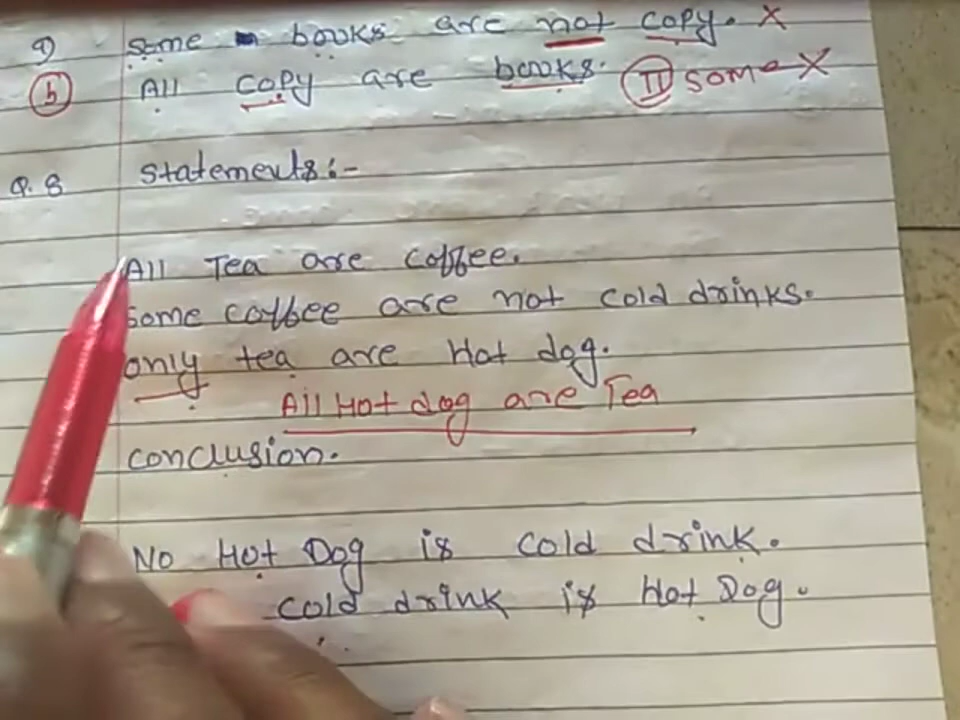 a) some books are not copy. X
b) All copy are books. II some X
Q.8 statements:-
All Tea are coffee.
some coffee are not cold drinks.
only tea are Hot dog.
All Hot dog are Tea
conclusion.
No Hot Dog is cold drink.
cold drink is Hot Dog.